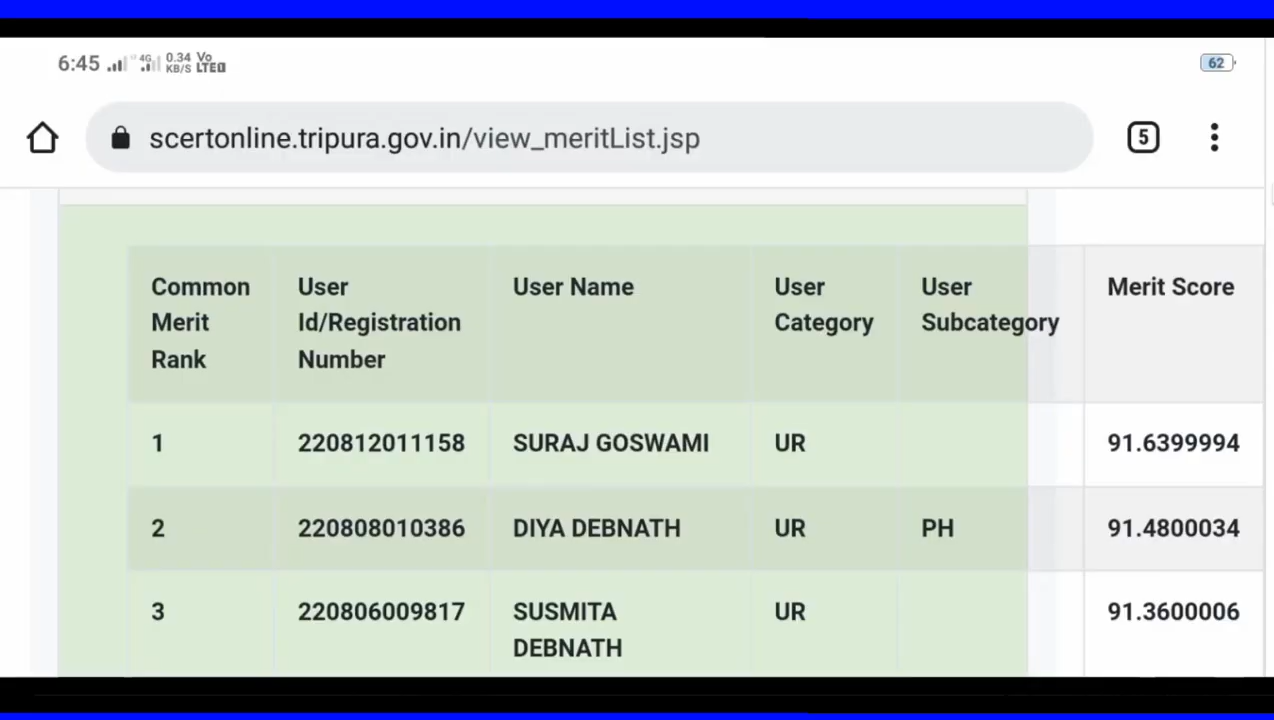 6:45 4G 0.34 KB/S Vo LTE 62
scertonline.tripura.gov.in/view_meritList.jsp 5
Common Merit Rank User Id/Registration Number User Name User Category User Subcategory Merit Score
1 220812011158 SURAJ GOSWAMI UR 91.6399994
2 220808010386 DIYA DEBNATH UR PH 91.4800034
3 220806009817 SUSMITA UR 91.3600006
DEBNATH